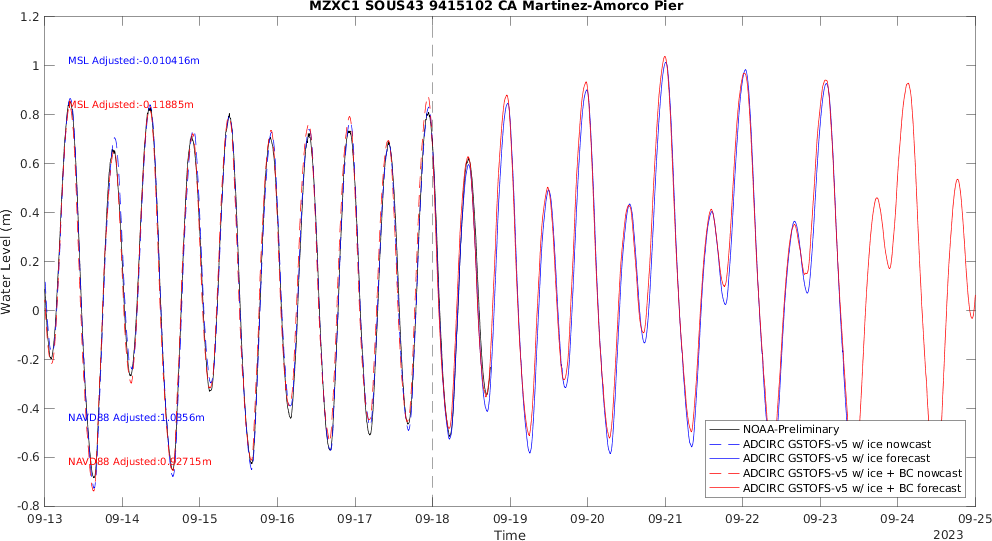 MZXC1 SOUS43 9415102 CA Martinez-Amorco Pier
1.2
1
0.8
0.6
0.4
0.2
0
-0.2
-0.4
-0.6
-0.8
Water Level (m)
MSL Adjusted:-0.010416m
MSL Adjusted:-0.11885m
NAVD88 Adjusted:1.0356m
NAVD88 Adjusted:0.92715m
NOAA-Preliminary
ADCIRC GSTOFS-v5 w/ ice nowcast
ADCIRC GSTOFS-v5 w/ ice forecast
ADCIRC GSTOFS-v5 w/ ice + BC nowcast
ADCIRC GSTOFS-v5 w/ ice + BC forecast
09-13 09-14 09-15 09-16 09-17 09-18 09-19 09-20 09-21 09-22 09-23 09-24 09-25
Time
2023